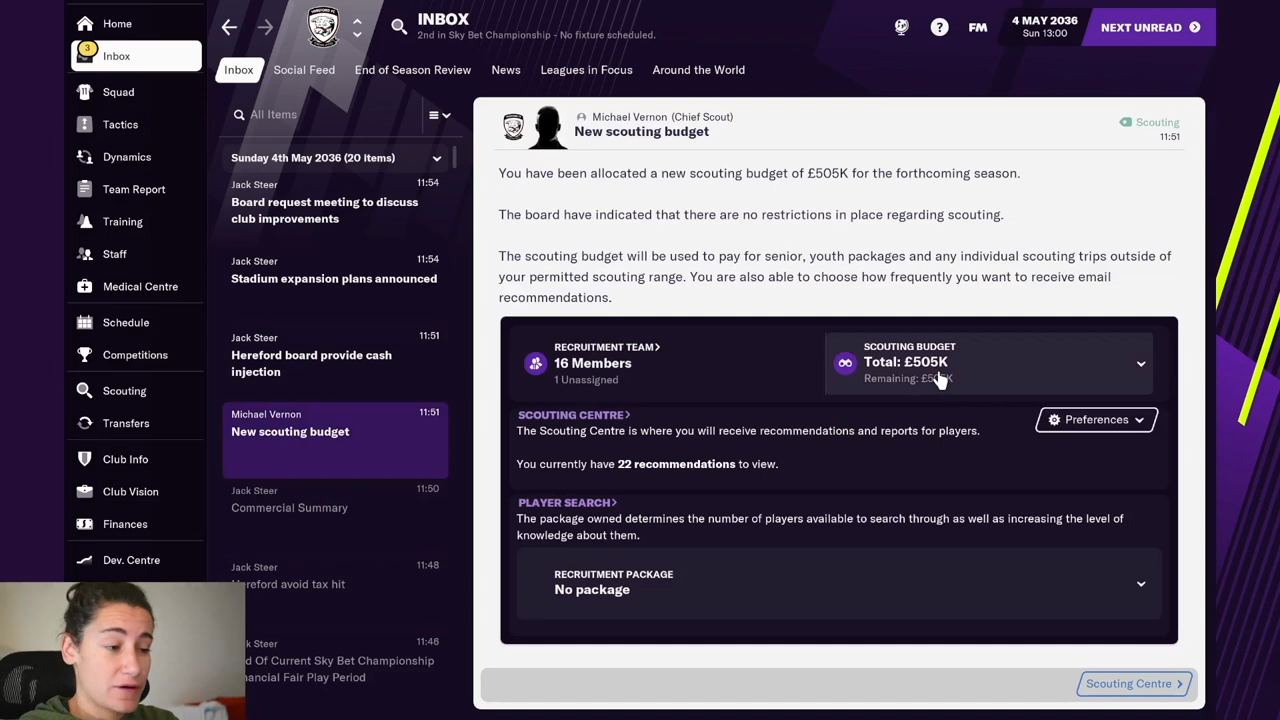 Home
3
Inbox
Squad
Tactics
Dynamics
Team Report
Training
Staff
Medical Centre
Schedule
Competitions
Scouting
Transfers
Club Info
Club Vision
Finances
Dev. Centre
INBOX
2nd in Sky Bet Championship - No fixture scheduled.
?
FM
4 MAY 2036
Sun 13:00
NEXT UNREAD
Inbox
Social Feed
End of Season Review
News
Leagues in Focus
Around the World
All Items
Sunday 4th May 2036 (20 items)
Jack Steer
11:54
Board request meeting to discuss
club improvements
Jack Steer
11:54
Stadium expansion plans announced
Jack Steer
11:51
Hereford board provide cash
injection
Michael Vernon
11:51
New scouting budget
Jack Steer
11:50
Commercial Summary
Jack Steer
11:48
Hereford avoid tax hit
Steer
11:46
Of Current Sky Bet Championship
Fair Play Period
Michael Vernon (Chief Scout)
New scouting budget
Scouting
11:51
You have been allocated a new scouting budget of £505K for the forthcoming season.
The board have indicated that there are no restrictions in place regarding scouting.
The scouting budget will be used to pay for senior, youth packages and any individual scouting trips outside of
your permitted scouting range. You are also able to choose how frequently you want to receive email
recommendations.
RECRUITMENT TEAM>
16 Members
1 Unassigned
SCOUTING BUDGET
Total: £505K
Remaining:
SCOUTING CENTRE>
The Scouting Centre is where you will receive recommendations and reports for players.
Preferences
You currently have 22 recommendations to view.
PLAYER SEARCH>
The package owned determines the number of players available to search through as well as increasing the level of
knowledge about them.
RECRUITMENT PACKAGE
No package
Scouting Centre >